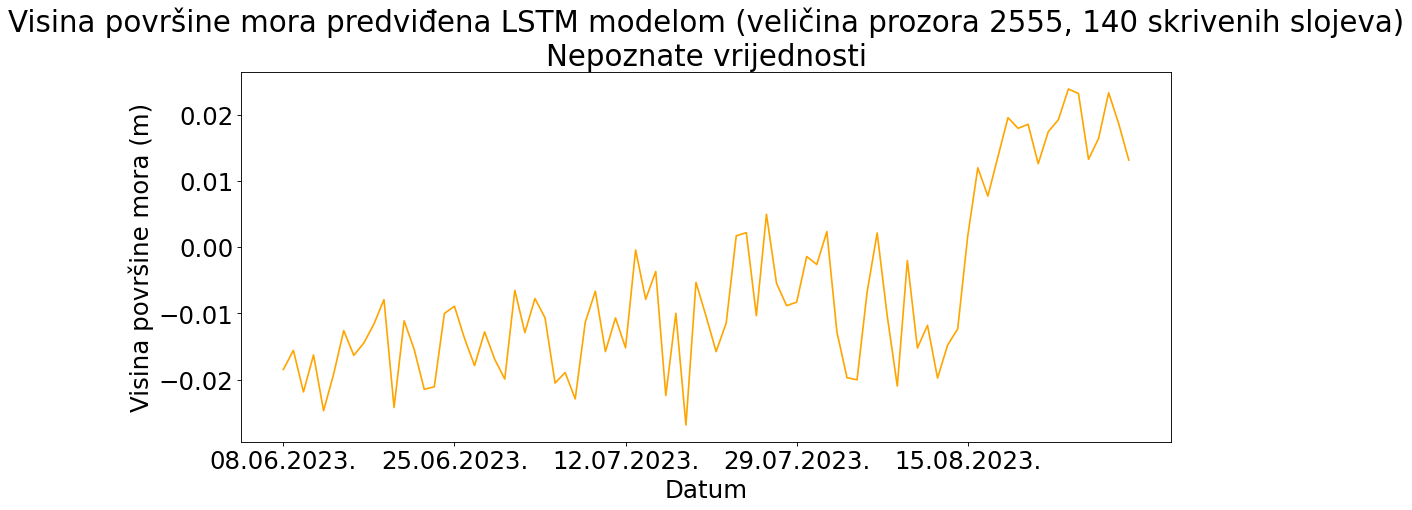 Visina površine mora predviđena LSTM modelom (veličina prozora 2555, 140 skrivenih slojeva)
Nepoznate vrijednosti
Visina površine mora (m)
0.02
0.01
0.00
−0.01
−0.02
08.06.2023. 25.06.2023. 12.07.2023. 29.07.2023. 15.08.2023.
Datum